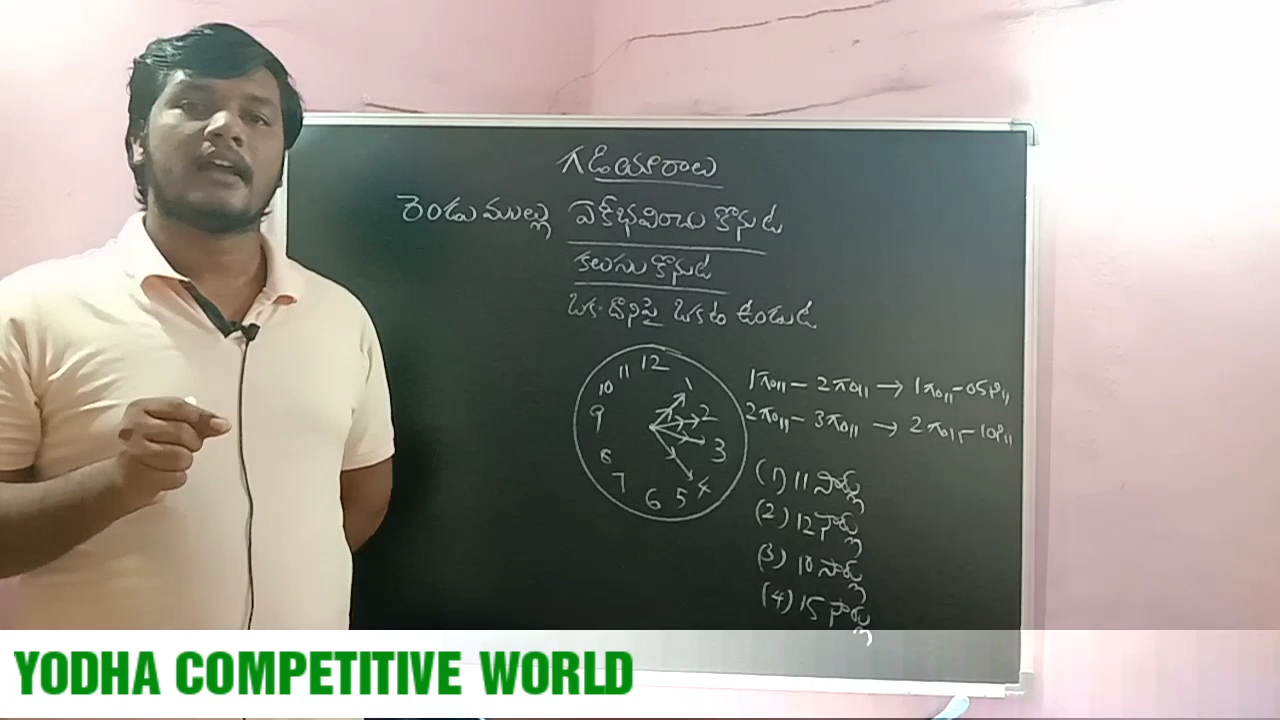 గడియారాలు
రెండు ముల్లు ఏకీభవించు కొనుట
కలుసుకొనుట
ఒక దానిపై ఒకటి ఉండుట
12
11
1
10
2
9
3
8
4
7
5
6
1గం॥ - 2గం॥ → 1గం॥-05ని॥
2గం॥ - 3గం॥ → 2గం॥-10ని॥
(1) 11 సార్లు
(2) 12 సార్లు
(3) 10 సార్లు
(4) 15 సార్లు
YODHA COMPETITIVE WORLD